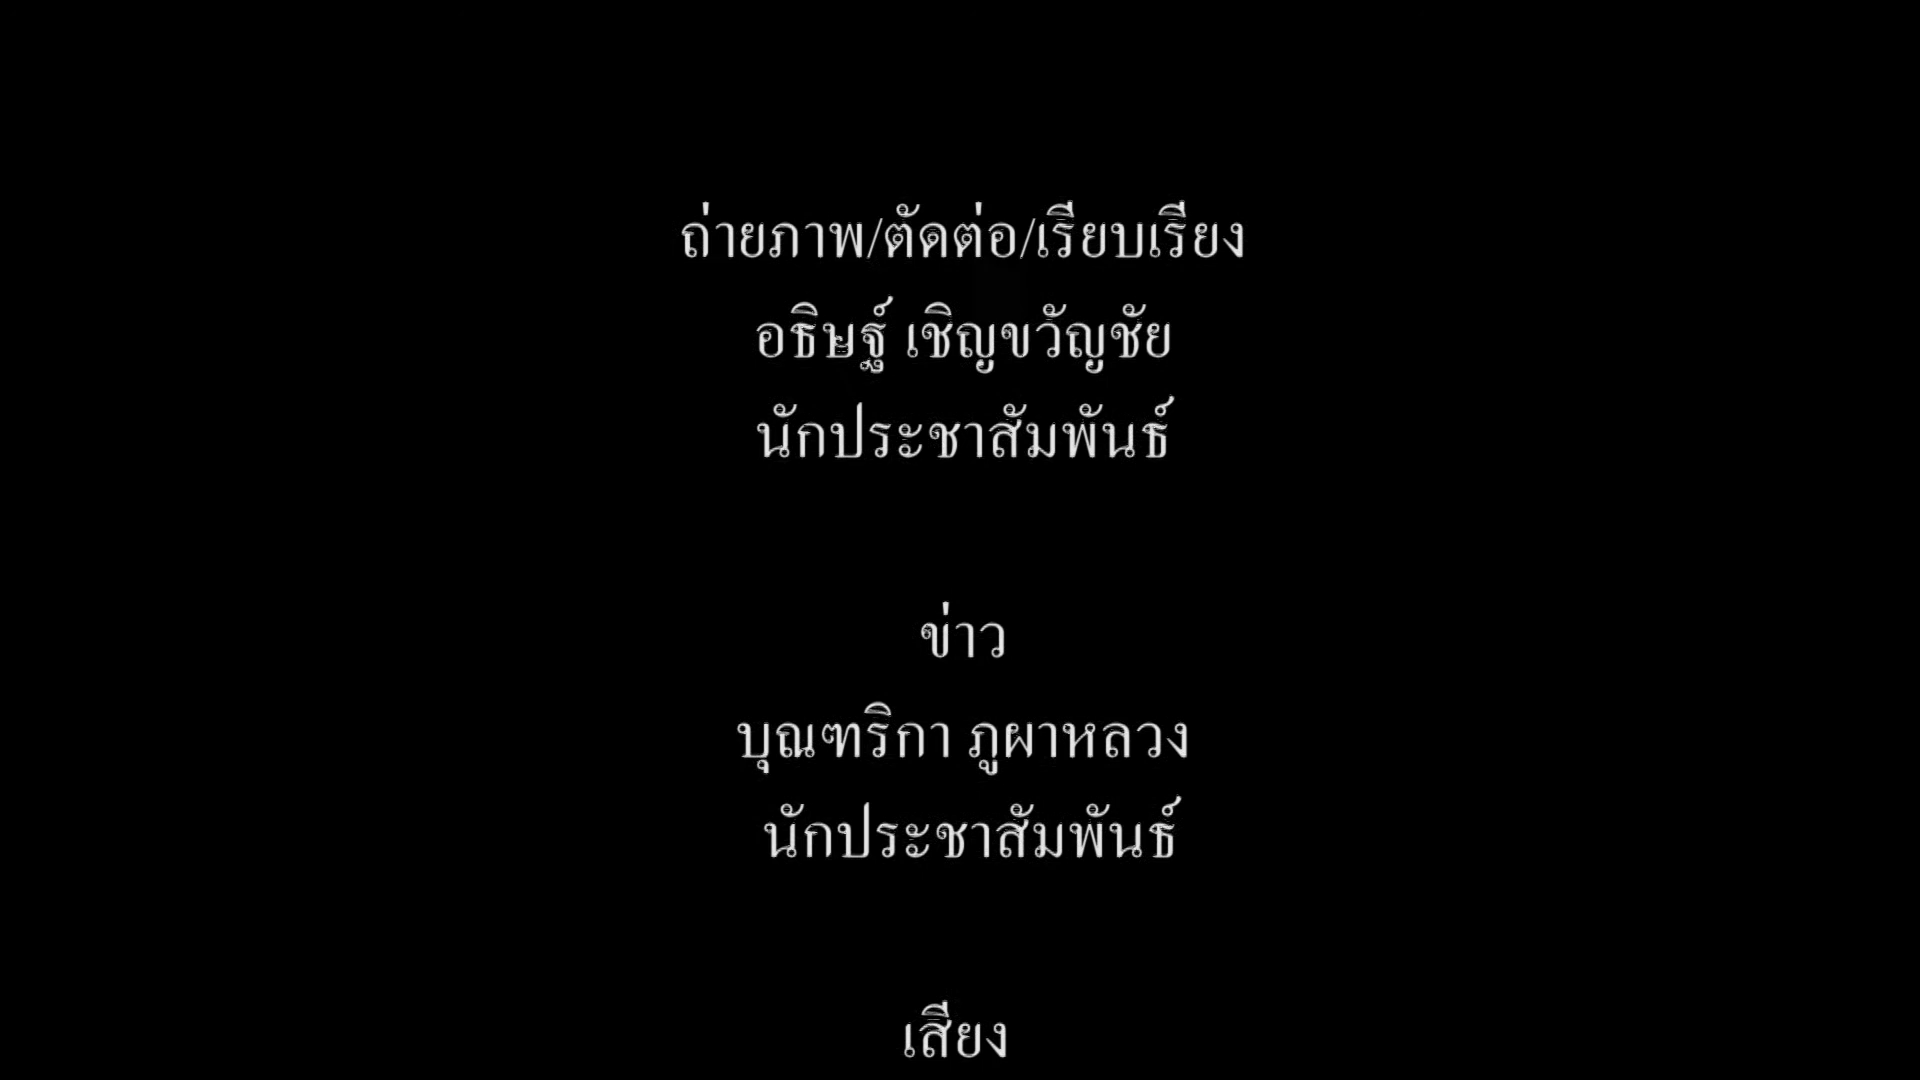 ถ่ายภาพ/ตัดต่อ/เรียบเรียง
อธิษฐ์ เชิญขวัญชัย
นักประชาสัมพันธ์
ข่าว
บุณฑริกา ภูผาหลวง
นักประชาสัมพันธ์
เสียง